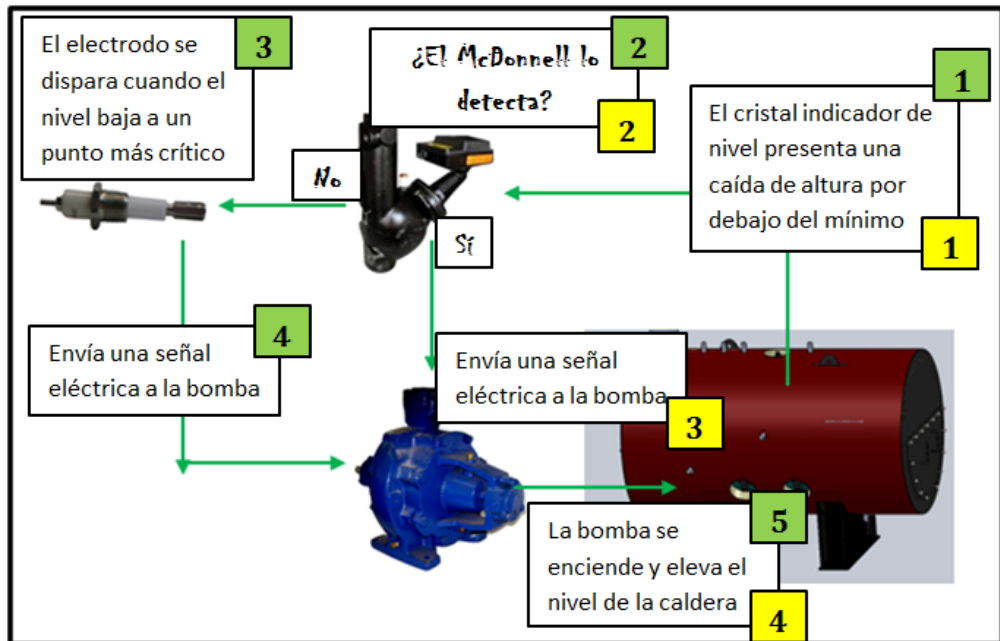 El electrodo se
dispara cuando el
nivel baja a un
punto más crítico
3
¿El McDonnell lo
detecta?
2
2
1
El cristal indicador de
nivel presenta una
caída de altura por
debajo del mínimo
1
No
Sí
4
Envía una señal
eléctrica a la bomba
Envía una señal
eléctrica a la bomba
3
5
La bomba se
enciende y eleva el
nivel de la caldera
4